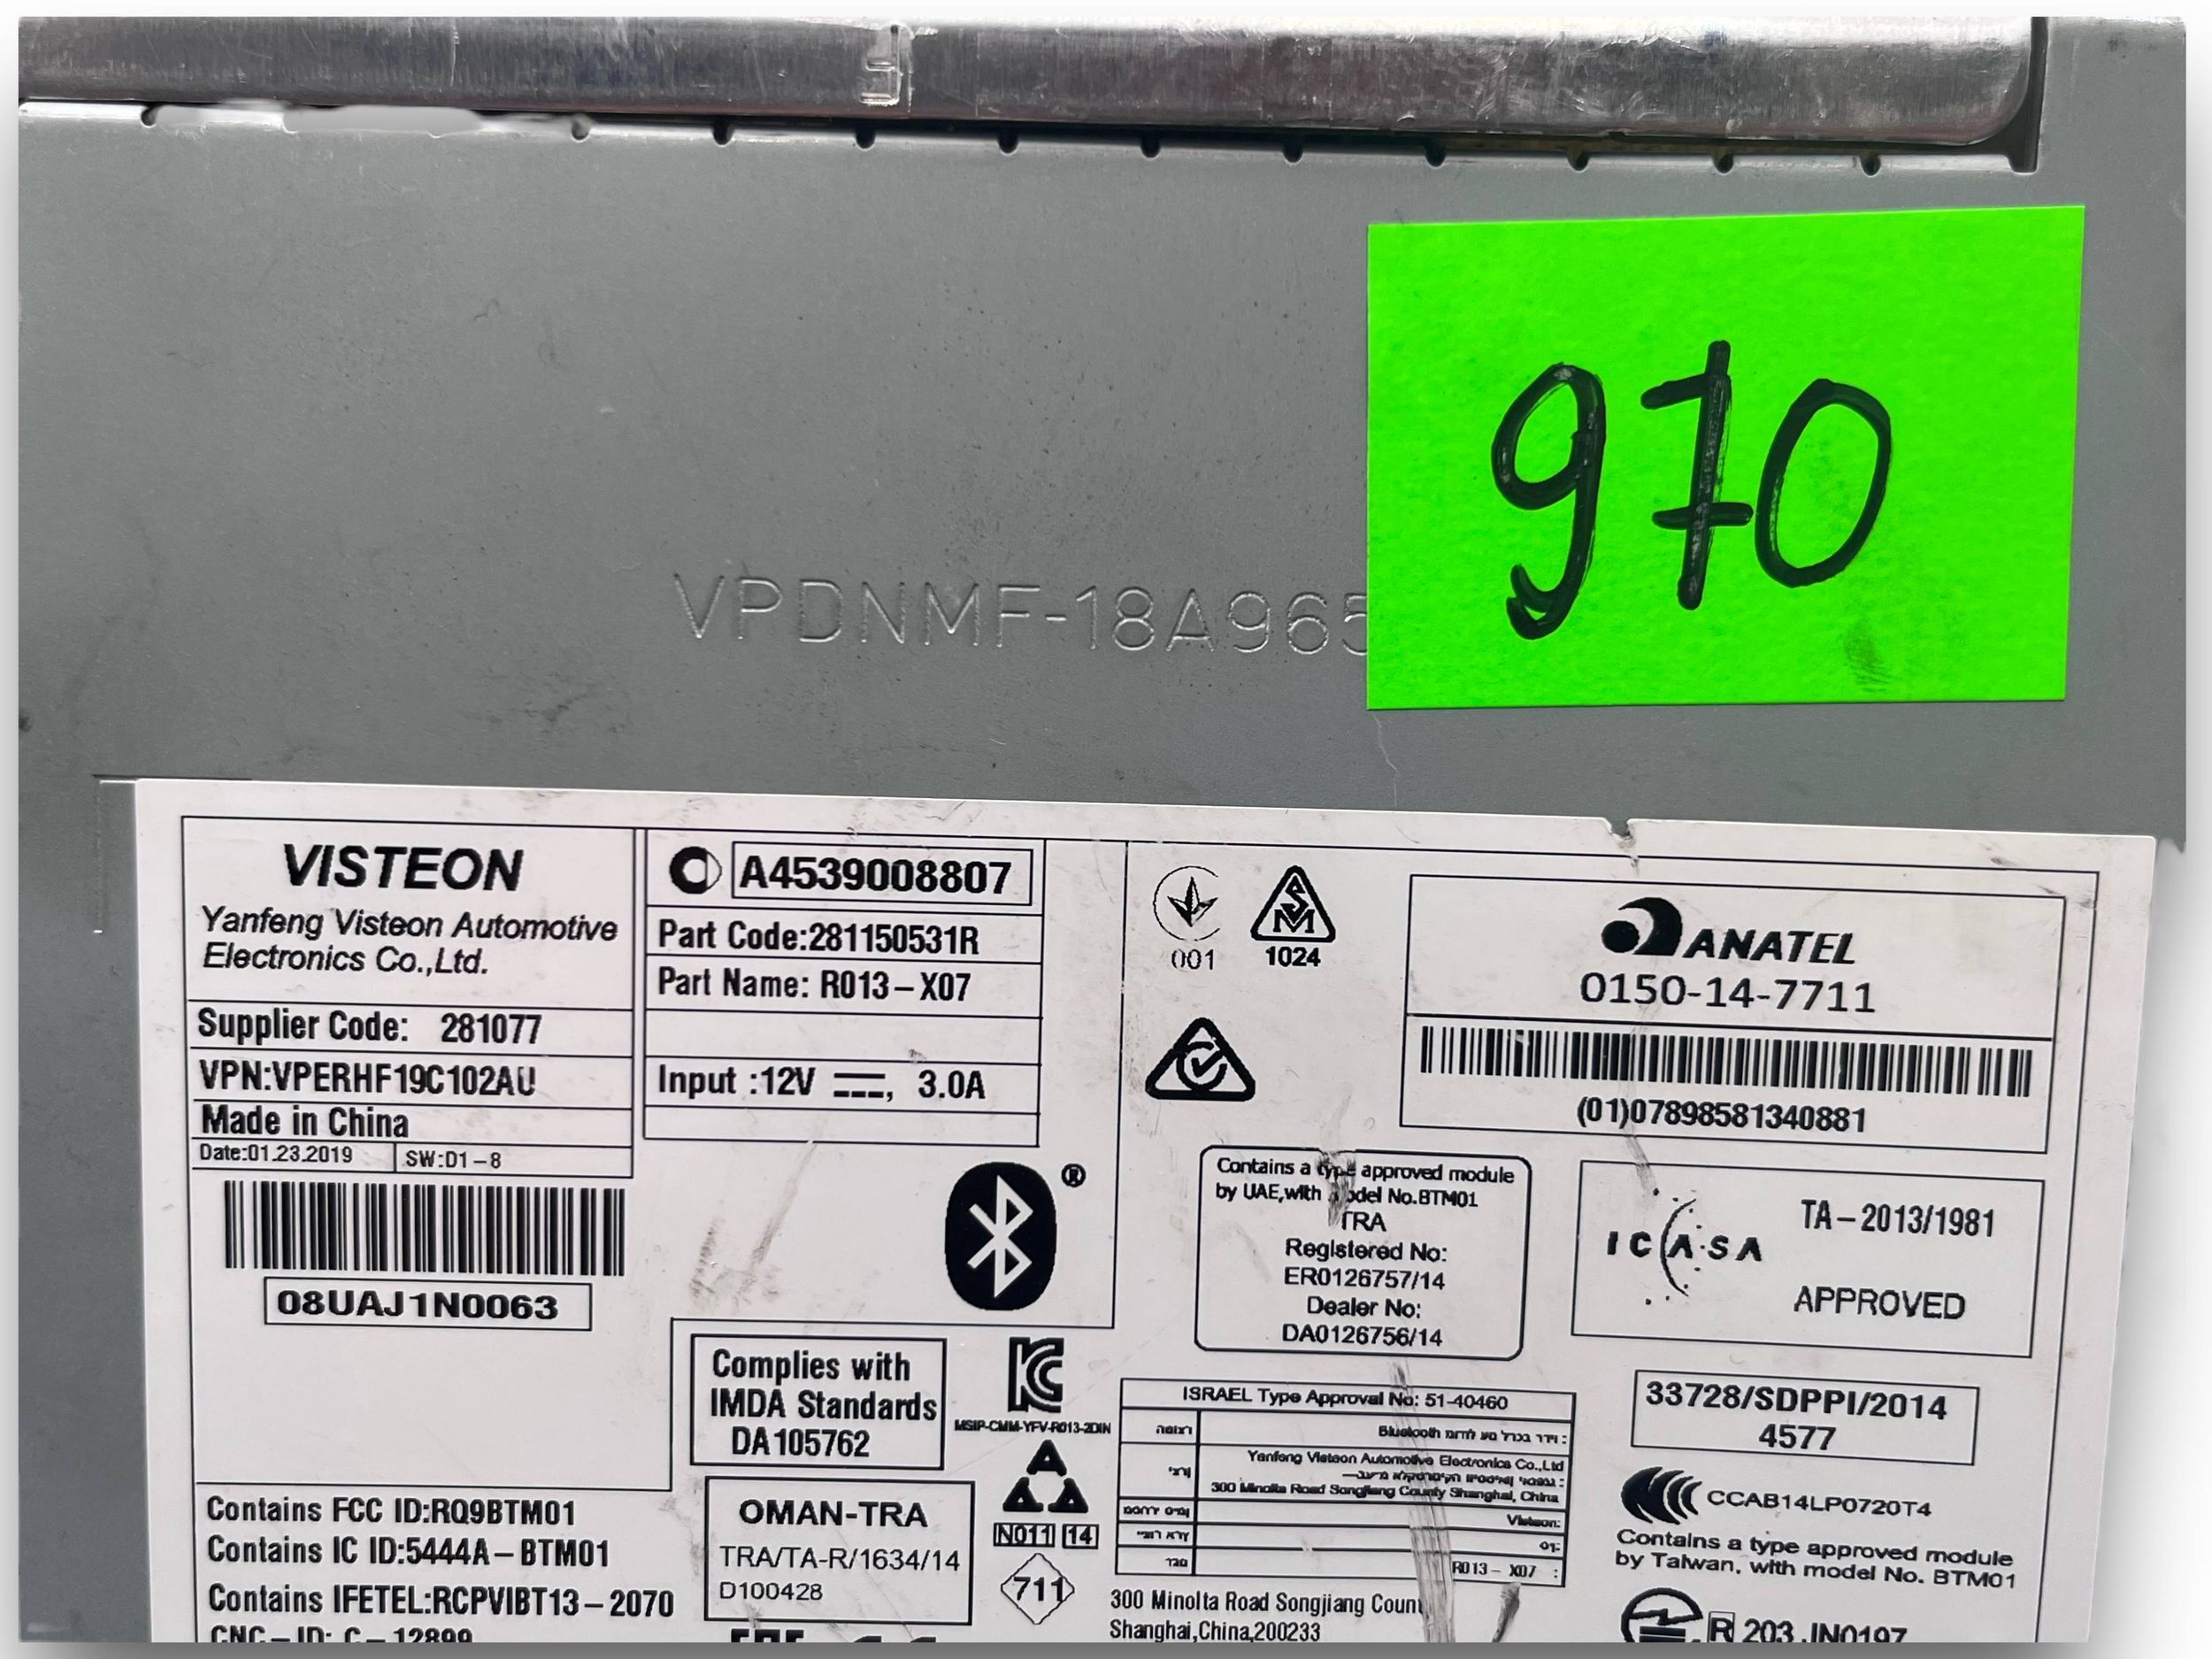 970
VPDNMF-18A965
VISTEON
Yanfeng Visteon Automotive
Electronics Co.,Ltd.
Supplier Code: 281077
VPN:VPERHF19C102AU
Made in China
Date:01.23.2019 SW:D1-8
08UAJ1N0063
A4539008807
Part Code:281150531R
Part Name: R013-X07
Input :12V ⎓, 3.0A
001
1024
ANATEL
0150-14-7711
(01)07898581340881
Contains a type approved module
by UAE,with model No.BTM01
TRA
Registered No:
ER0126757/14
Dealer No:
DA0126756/14
ICASA
TA-2013/1981
APPROVED
Complies with
IMDA Standards
DA105762
MSIP-CMM-YFV-R013-2DIN
N011 14
711
OMAN-TRA
TRA/TA-R/1634/14
D100428
Contains FCC ID:RQ9BTM01
Contains IC ID:5444A-BTM01
Contains IFETEL:RCPVIBT13-2070
CNC-ID: C-12899
ISRAEL Type Approval No: 51-40460
Bluetooth
Yanfeng Visteon Automotive Electronics Co.,Ltd
300 Minolta Road Songjiang County Shanghai, China
Visteon:
R013-X07 :
300 Minolta Road Songjiang Coun
Shanghai,China,200233
33728/SDPPI/2014
4577
CCAB14LP0720T4
Contains a type approved module
by Taiwan, with model No. BTM01
R 203 JN0197